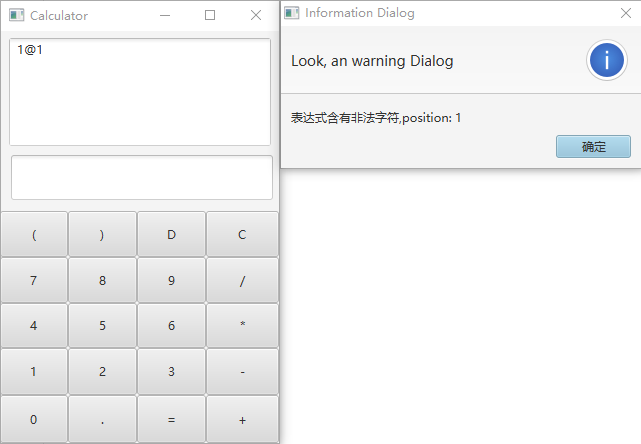 Calculator
1@1
( ) D C
7 8 9 /
4 5 6 *
1 2 3 -
0 . = +
Information Dialog
Look, an warning Dialog
表达式含有非法字符,position: 1
确定